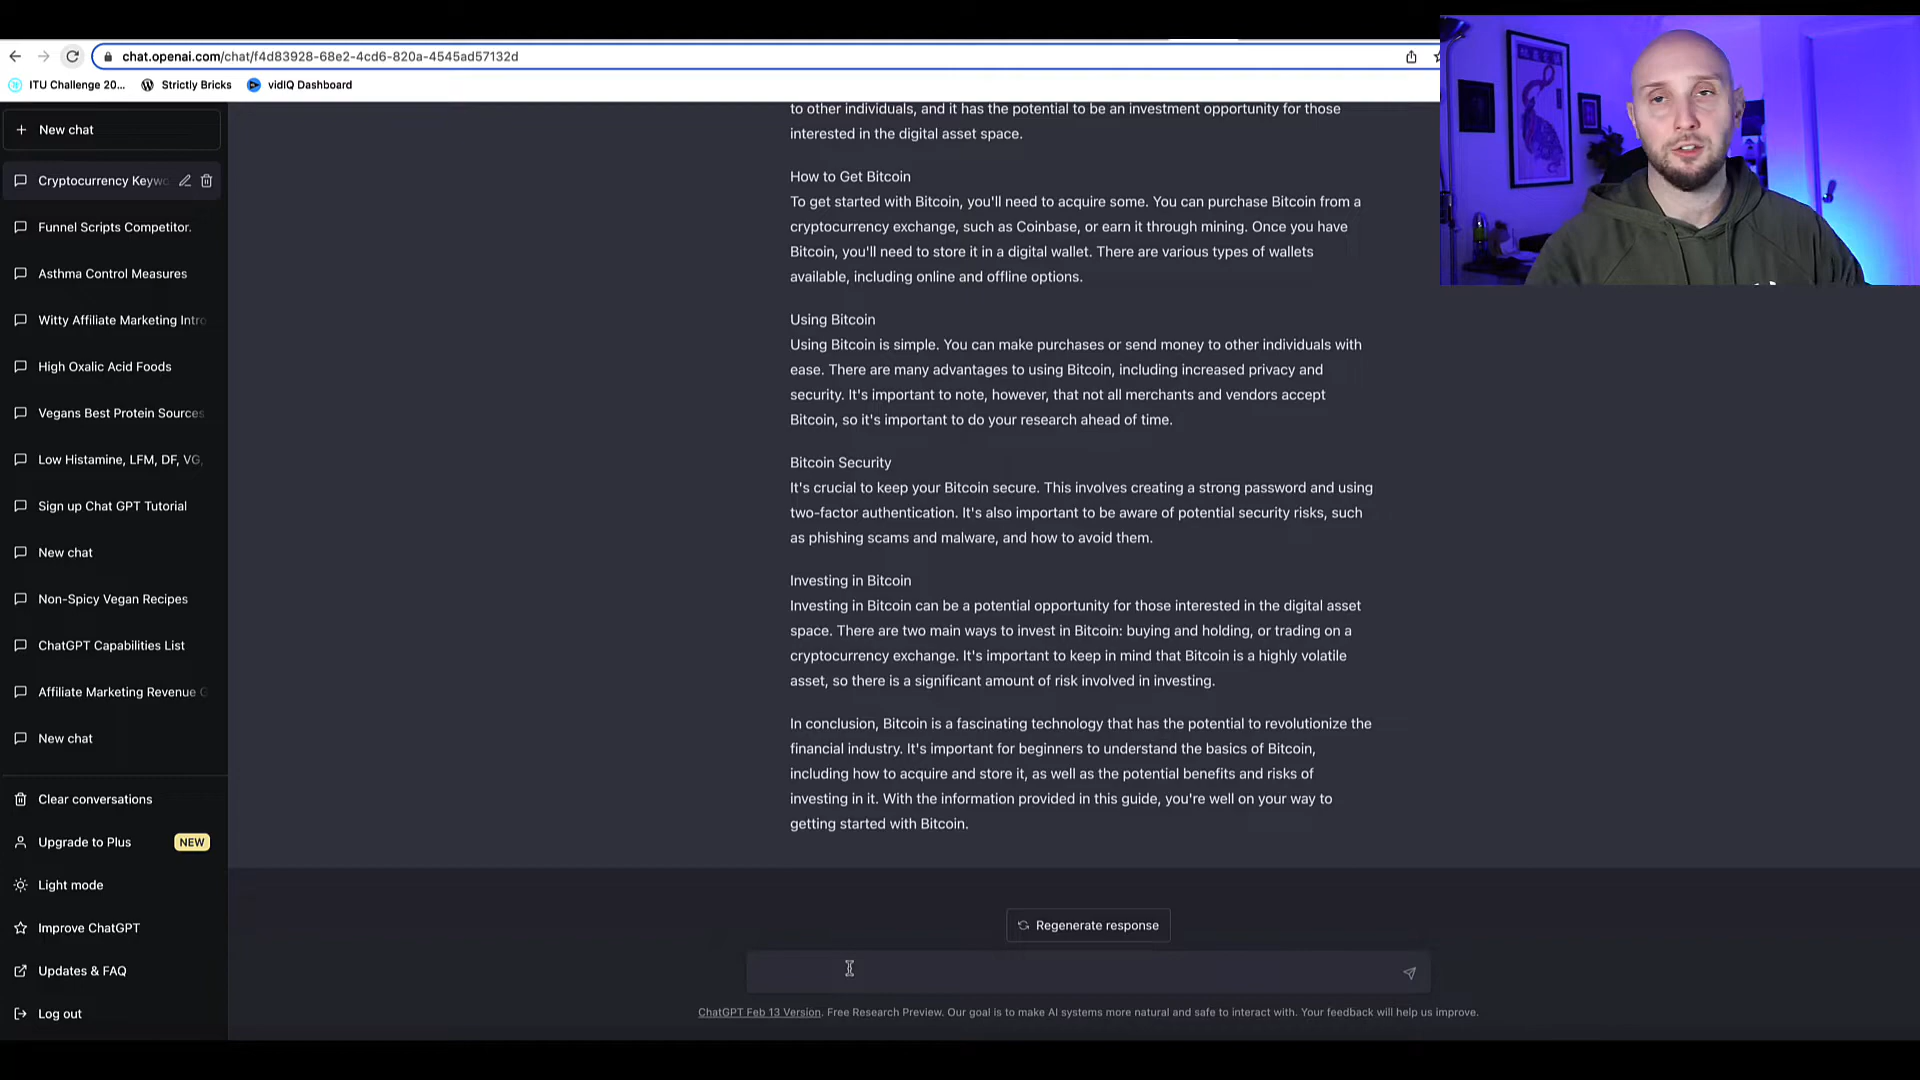 chat.openai.com/chat/f4d83928-68e2-4cd6-820a-4545ad57132d
ITU Challenge 20...
Strictly Bricks
vidIQ Dashboard
New chat
Cryptocurrency Keywo
Funnel Scripts Competitor.
Asthma Control Measures
Witty Affiliate Marketing Intro
High Oxalic Acid Foods
Vegans Best Protein Sources
Low Histamine, LFM, DF, VG,
Sign up Chat GPT Tutorial
New chat
Non-Spicy Vegan Recipes
ChatGPT Capabilities List
Affiliate Marketing Revenue G
New chat
Clear conversations
Upgrade to Plus NEW
Light mode
Improve ChatGPT
Updates & FAQ
Log out
to other individuals, and it has the potential to be an investment opportunity for those
interested in the digital asset space.
How to Get Bitcoin
To get started with Bitcoin, you'll need to acquire some. You can purchase Bitcoin from a
cryptocurrency exchange, such as Coinbase, or earn it through mining. Once you have
Bitcoin, you'll need to store it in a digital wallet. There are various types of wallets
available, including online and offline options.
Using Bitcoin
Using Bitcoin is simple. You can make purchases or send money to other individuals with
ease. There are many advantages to using Bitcoin, including increased privacy and
security. It's important to note, however, that not all merchants and vendors accept
Bitcoin, so it's important to do your research ahead of time.
Bitcoin Security
It's crucial to keep your Bitcoin secure. This involves creating a strong password and using
two-factor authentication. It's also important to be aware of potential security risks, such
as phishing scams and malware, and how to avoid them.
Investing in Bitcoin
Investing in Bitcoin can be a potential opportunity for those interested in the digital asset
space. There are two main ways to invest in Bitcoin: buying and holding, or trading on a
cryptocurrency exchange. It's important to keep in mind that Bitcoin is a highly volatile
asset, so there is a significant amount of risk involved in investing.
In conclusion, Bitcoin is a fascinating technology that has the potential to revolutionize the
financial industry. It's important for beginners to understand the basics of Bitcoin,
including how to acquire and store it, as well as the potential benefits and risks of
investing in it. With the information provided in this guide, you're well on your way to
getting started with Bitcoin.
Regenerate response
ChatGPT Feb 13 Version. Free Research Preview. Our goal is to make AI systems more natural and safe to interact with. Your feedback will help us improve.